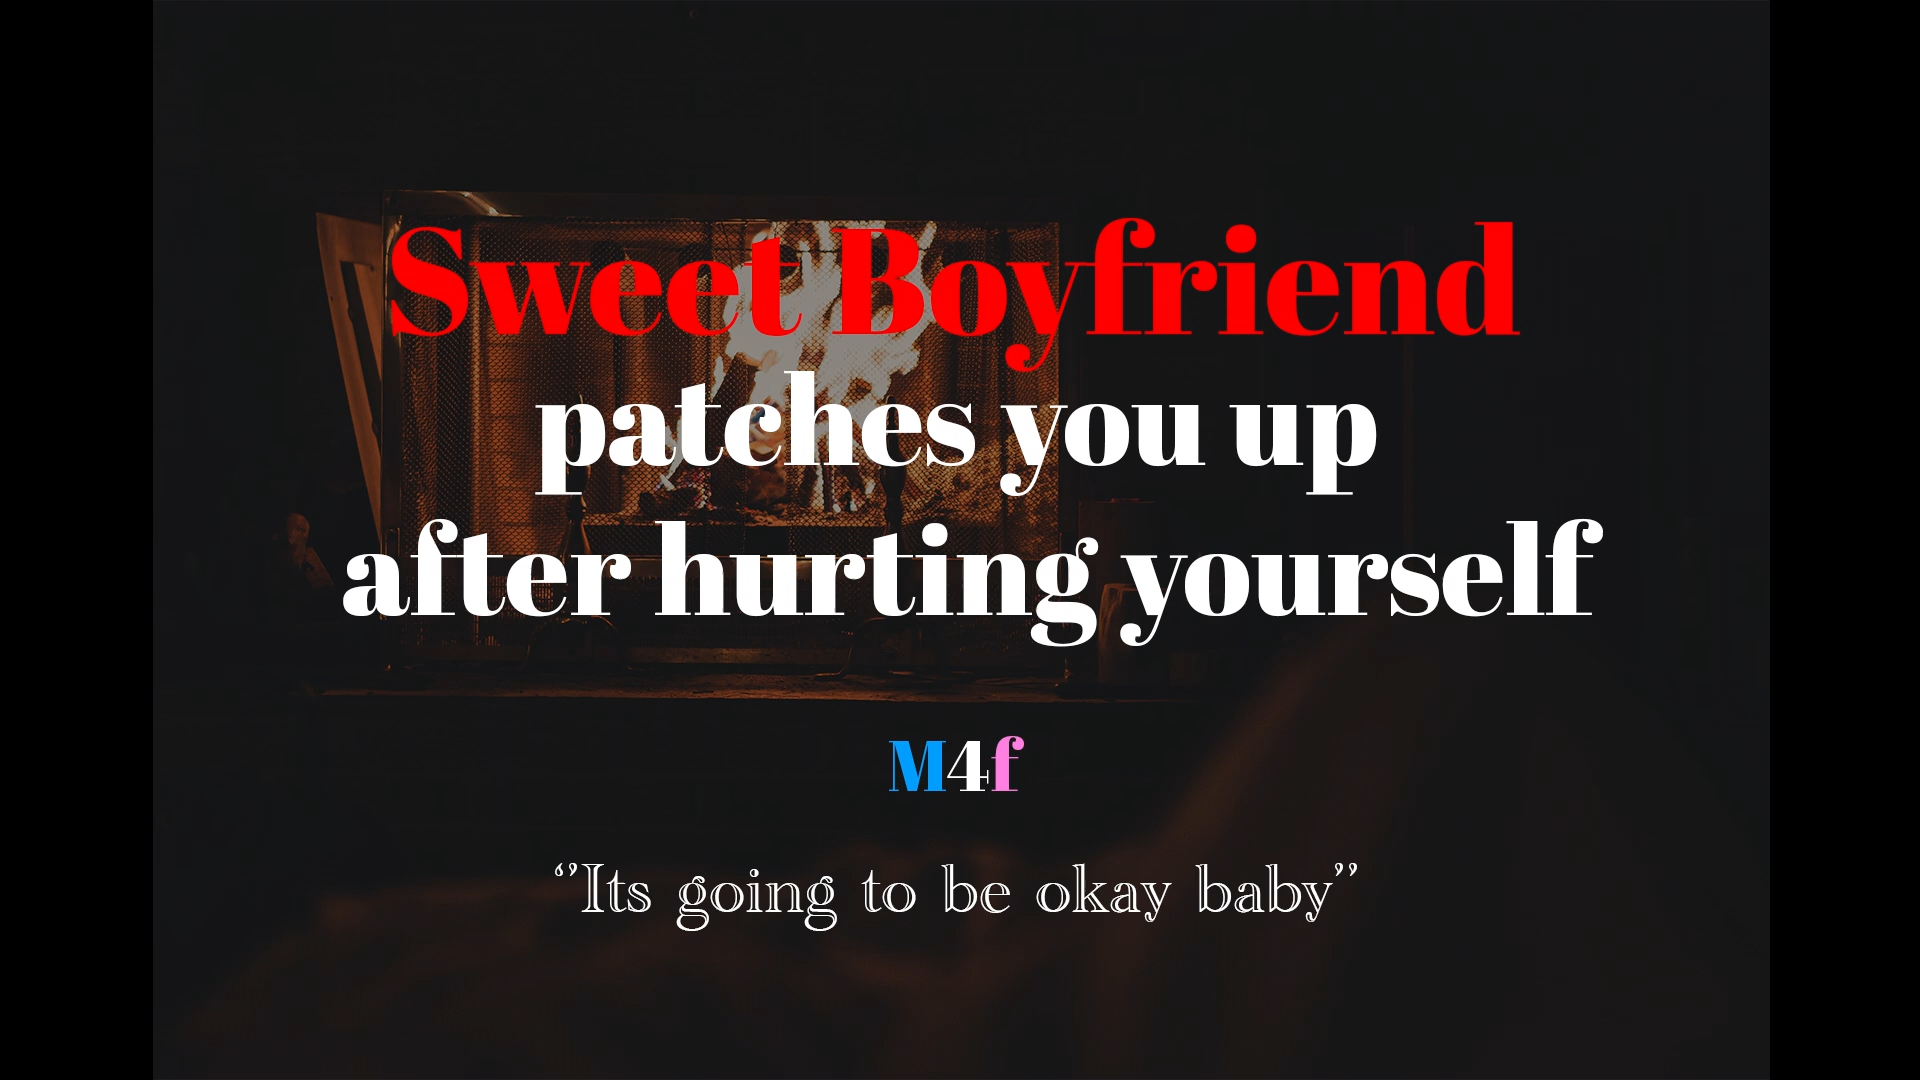 Sweet Boyfriend
patches you up
after hurting yourself
M4f
‘’Its going to be okay baby’’